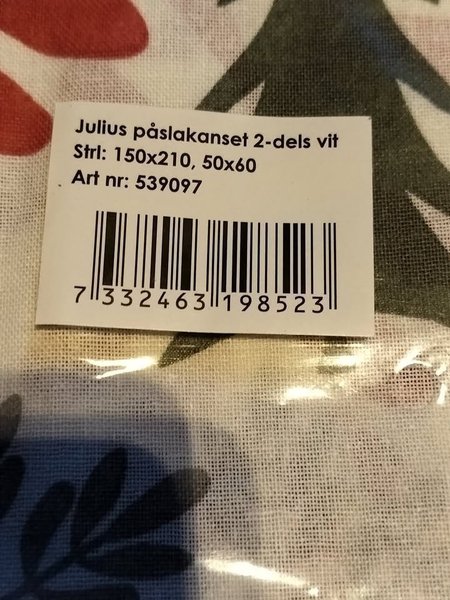 Julius påslakanset 2-dels vit
Strl: 150x210, 50x60
Art nr: 539097
7 332463 198523